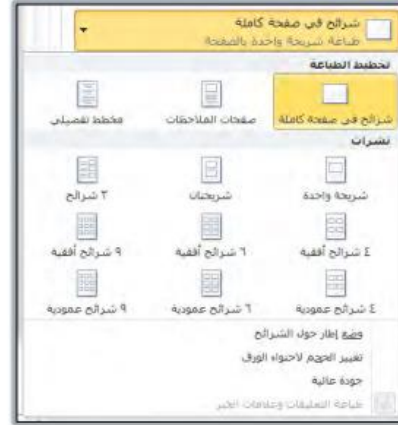 شرائح في صفحة كاملة
طباعة شريحة واحدة بالصفحة
تخطيط الطباعة
شرائح في صفحة كاملة صفحات الملاحظات مخطط تفصيلي
نشرات
شريحة واحدة شريحتان ٣ شرائح
٤ شرائح أفقية ٦ شرائح أفقية ٩ شرائح أفقية
٤ شرائح عمودية ٦ شرائح عمودية ٩ شرائح عمودية
وضع إطار حول الشرائح
تغيير الحجم لاحتواء الورق
جودة عالية
طباعة التعليقات وعلامات الحبر